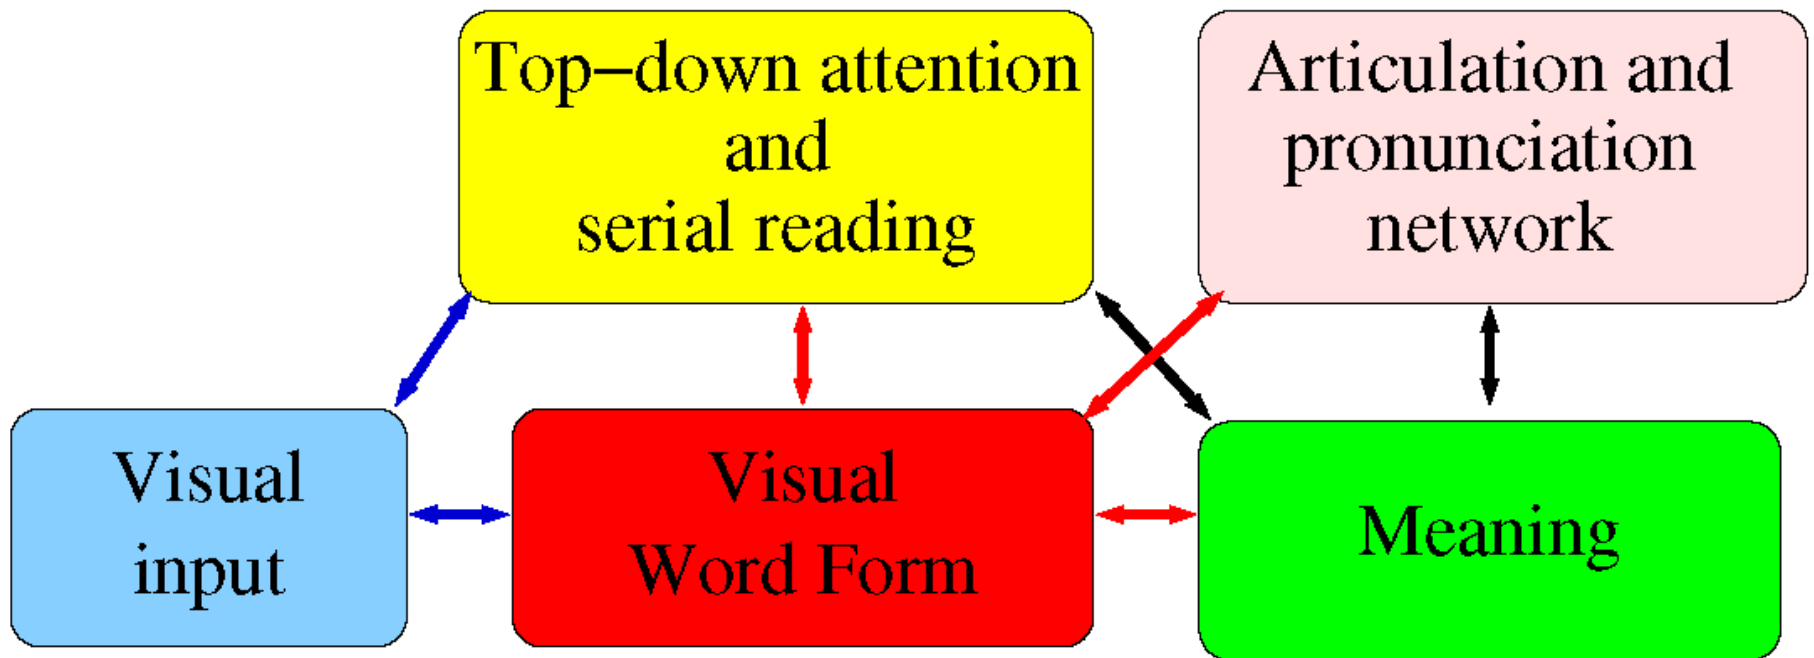 Top−down attention
and
serial reading
Articulation and
pronunciation
network
Visual
input
Visual
Word Form
Meaning